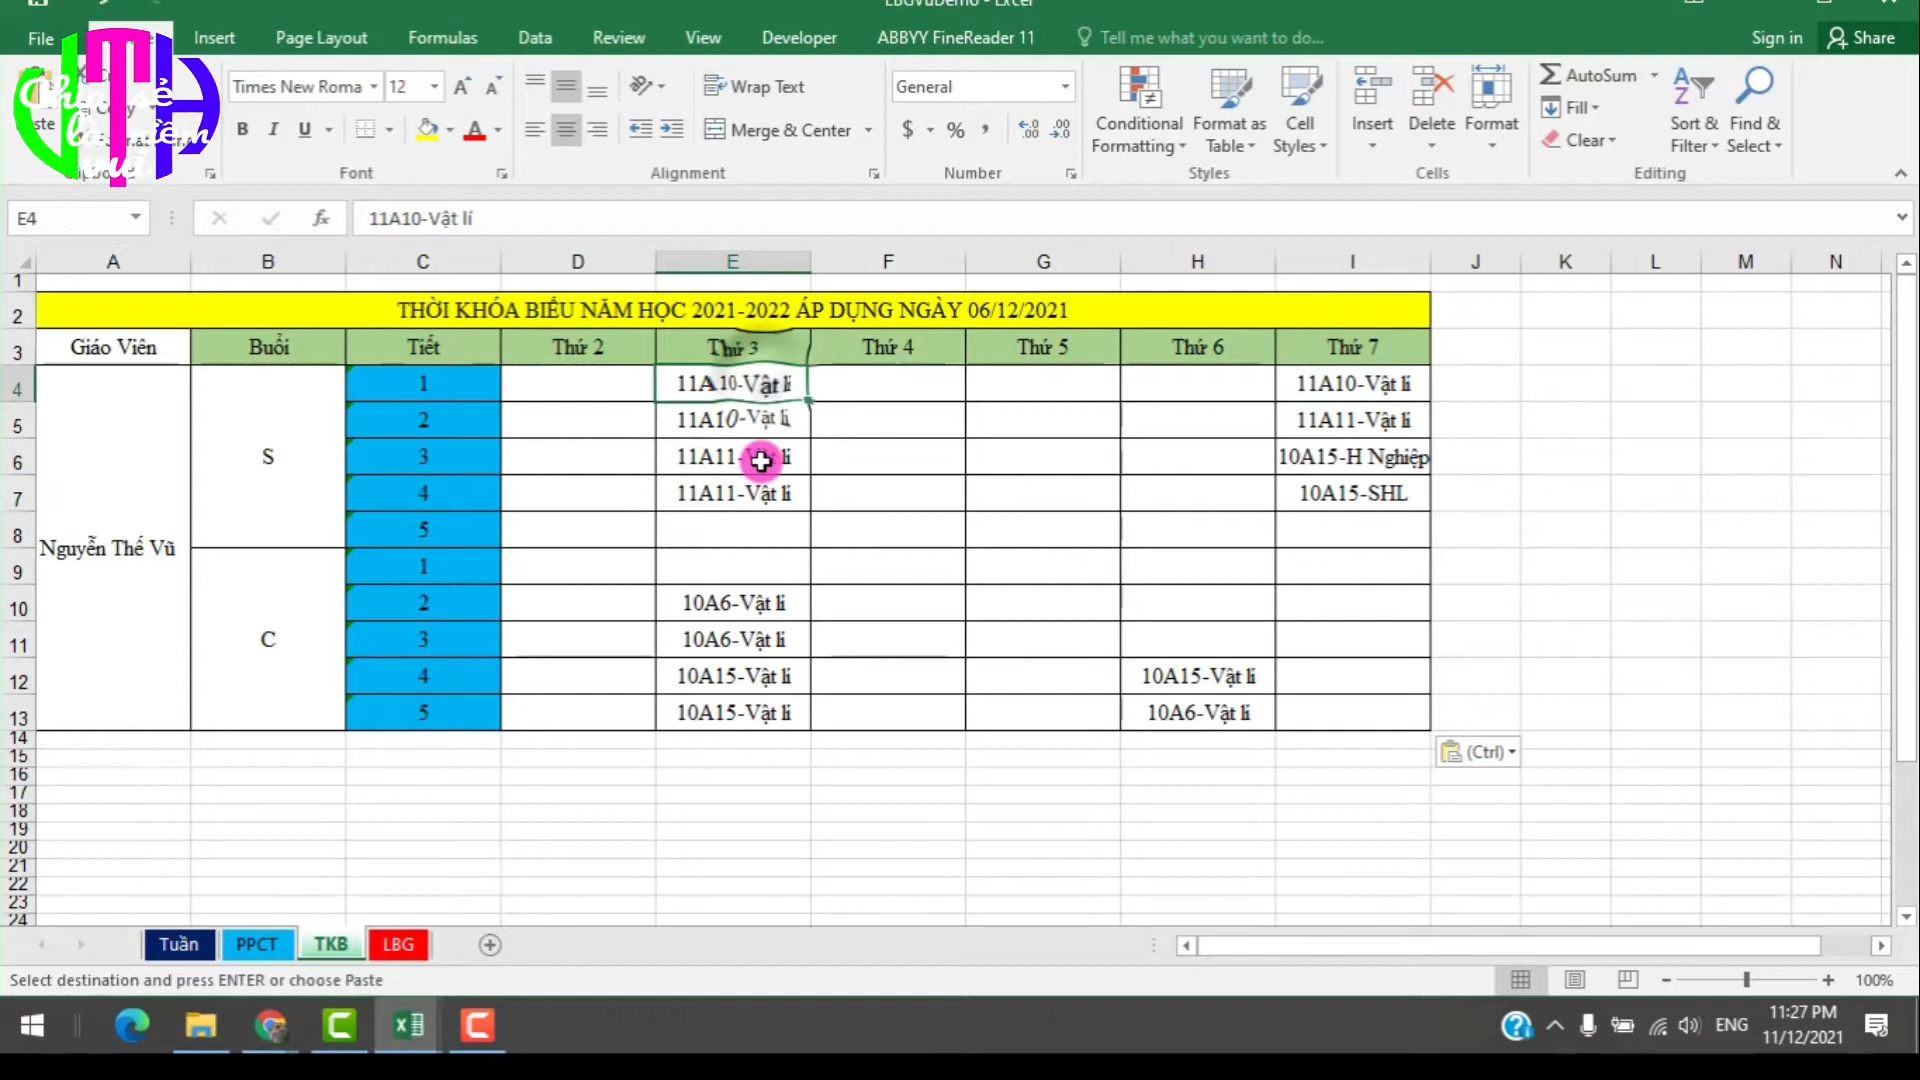 LBGVuDemo - Excel
File Insert Page Layout Formulas Data Review View Developer ABBYY FineReader 11 Tell me what you want to do... Sign in Share
Chia sẻ
là niềm
vui
Times New Roma 12 Wrap Text General AutoSum
B I U Merge & Center $ % , Conditional Formatting Format as Table Cell Styles Insert Delete Format Fill Clear Sort & Filter Find & Select
Font Alignment Number Styles Cells Editing
E4 fx 11A10-Vật lí
A B C D E F G H I J K L M N
1
2 THỜI KHÓA BIỂU NĂM HỌC 2021-2022 ÁP DỤNG NGÀY 06/12/2021
3 Giáo Viên Buổi Tiết Thứ 2 Thứ 3 Thứ 4 Thứ 5 Thứ 6 Thứ 7
4 1 11A10-Vật lí 11A10-Vật lí
5 2 11A10-Vật lí 11A11-Vật lí
6 S 3 11A11-Vật lí 10A15-H Nghiệp
7 4 11A11-Vật lí 10A15-SHL
8 5
Nguyễn Thế Vũ
9 1
10 2 10A6-Vật lí
11 C 3 10A6-Vật lí
12 4 10A15-Vật lí 10A15-Vật lí
13 5 10A15-Vật lí 10A6-Vật lí
14
15 (Ctrl)
16
17
18
19
20
21
22
23
24
Tuần PPCT TKB LBG
Select destination and press ENTER or choose Paste 100%
ENG 11:27 PM
11/12/2021